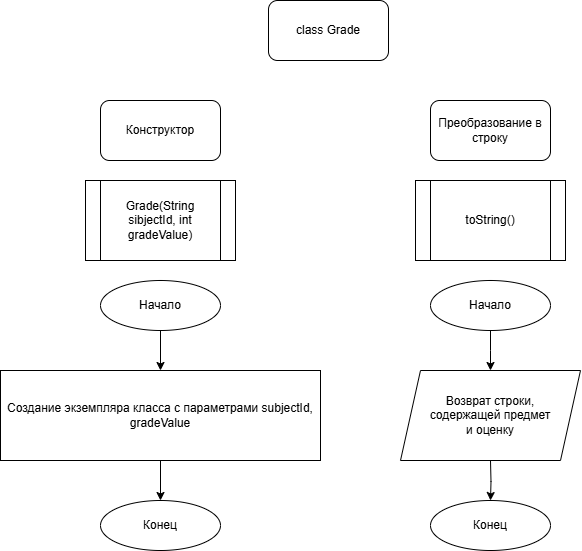 class Grade
Конструктор
Преобразование в
строку
Grade(String
sibjectId, int
gradeValue)
toString()
Начало
Начало
Создание экземпляра класса с параметрами subjectId,
gradeValue
Возврат строки,
содержащей предмет
и оценку
Конец
Конец